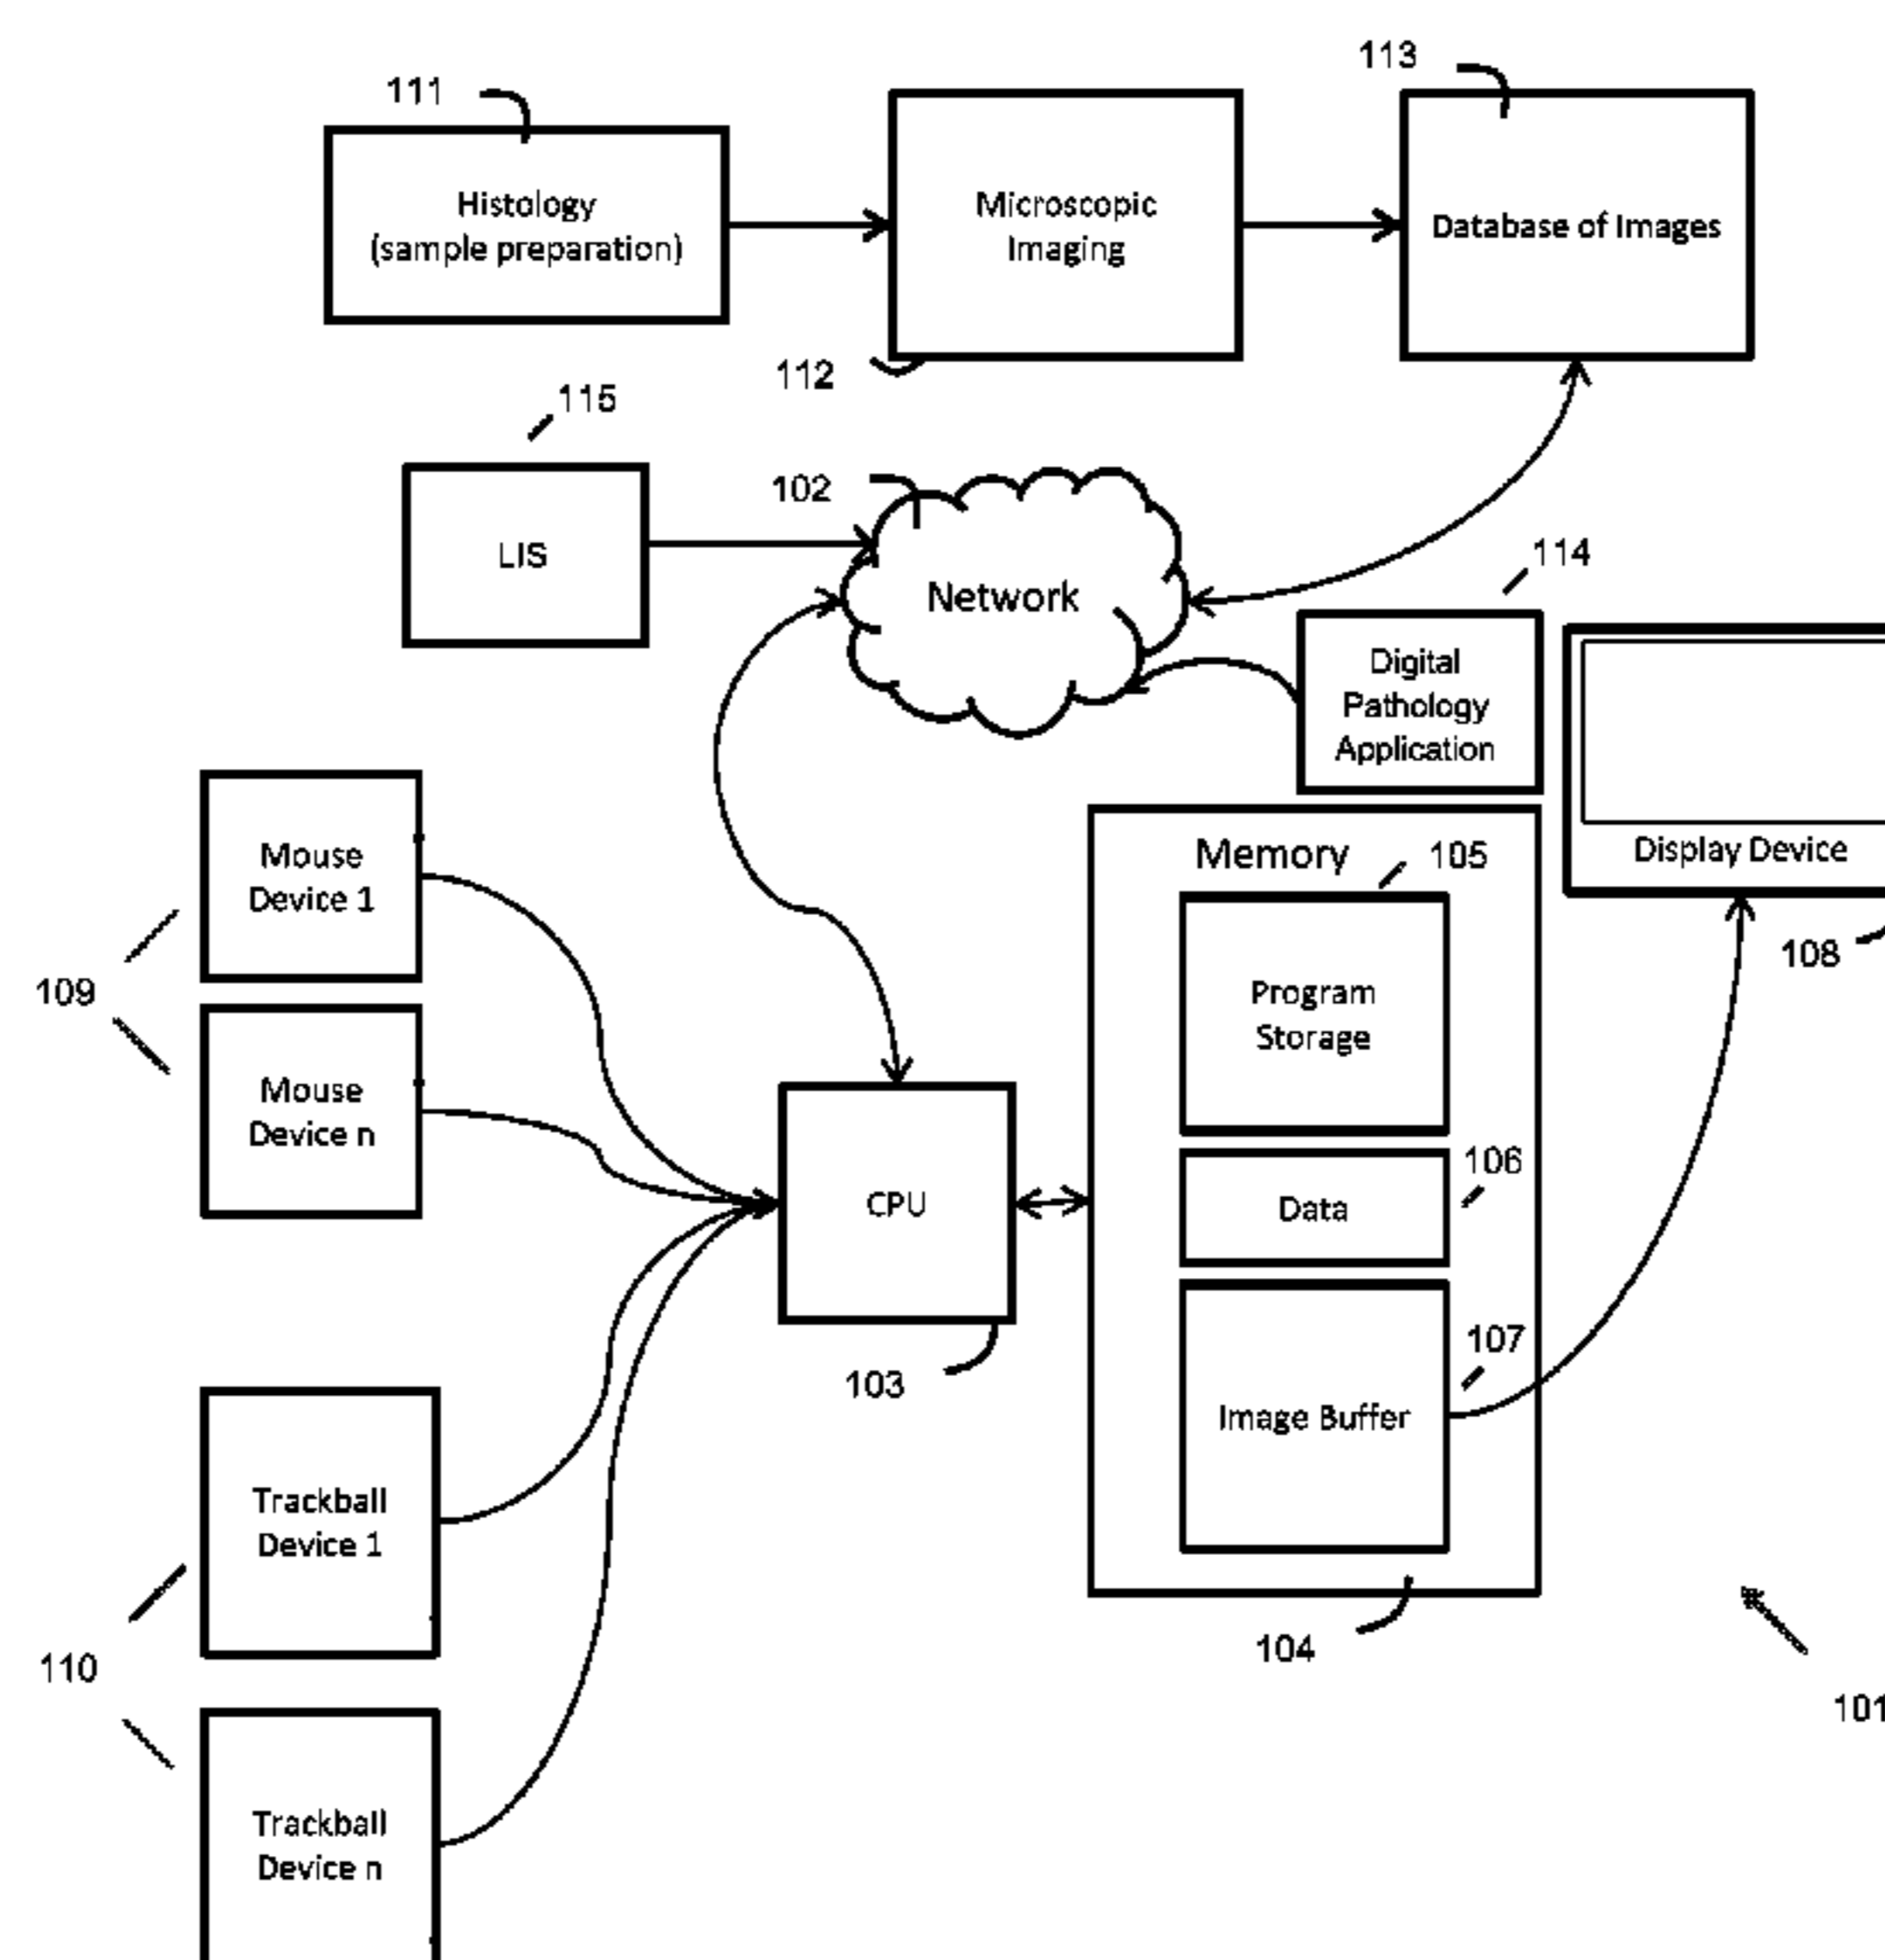 111
113
Histology
(sample preparation)
Microscopic
Imaging
Database of Images
112
115
102
LIS
Network
114
Digital
Pathology
Application
Mouse
Device 1
Memory
105
Display Device
108
109
Program
Storage
Mouse
Device n
106
CPU
Data
107
103
Image Buffer
Trackball
Device 1
104
110
101
Trackball
Device n